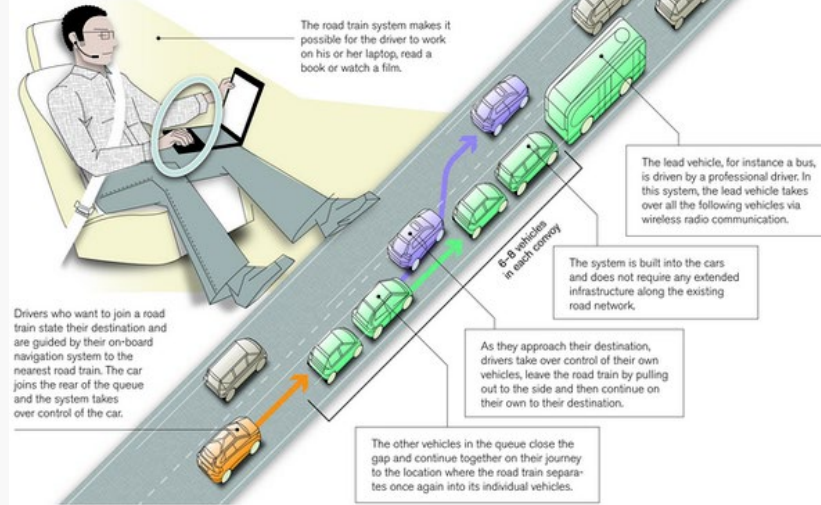 The road train system makes it
possible for the driver to work
on his or her laptop, read a
book or watch a film.
The lead vehicle, for instance a bus,
is driven by a professional driver. In
this system, the lead vehicle takes
over all the following vehicles via
wireless radio communication.
6–8 vehicles
in each convoy
The system is built into the cars
and does not require any extended
infrastructure along the existing
road network.
Drivers who want to join a road
train state their destination and
are guided by their on-board
navigation system to the
nearest road train. The car
joins the rear of the queue
and the system takes
over control of the car.
As they approach their destination,
drivers take over control of their own
vehicles, leave the road train by pulling
out to the side and then continue on
their own to their destination.
The other vehicles in the queue close the
gap and continue together on their journey
to the location where the road train separa-
tes once again into its individual vehicles.